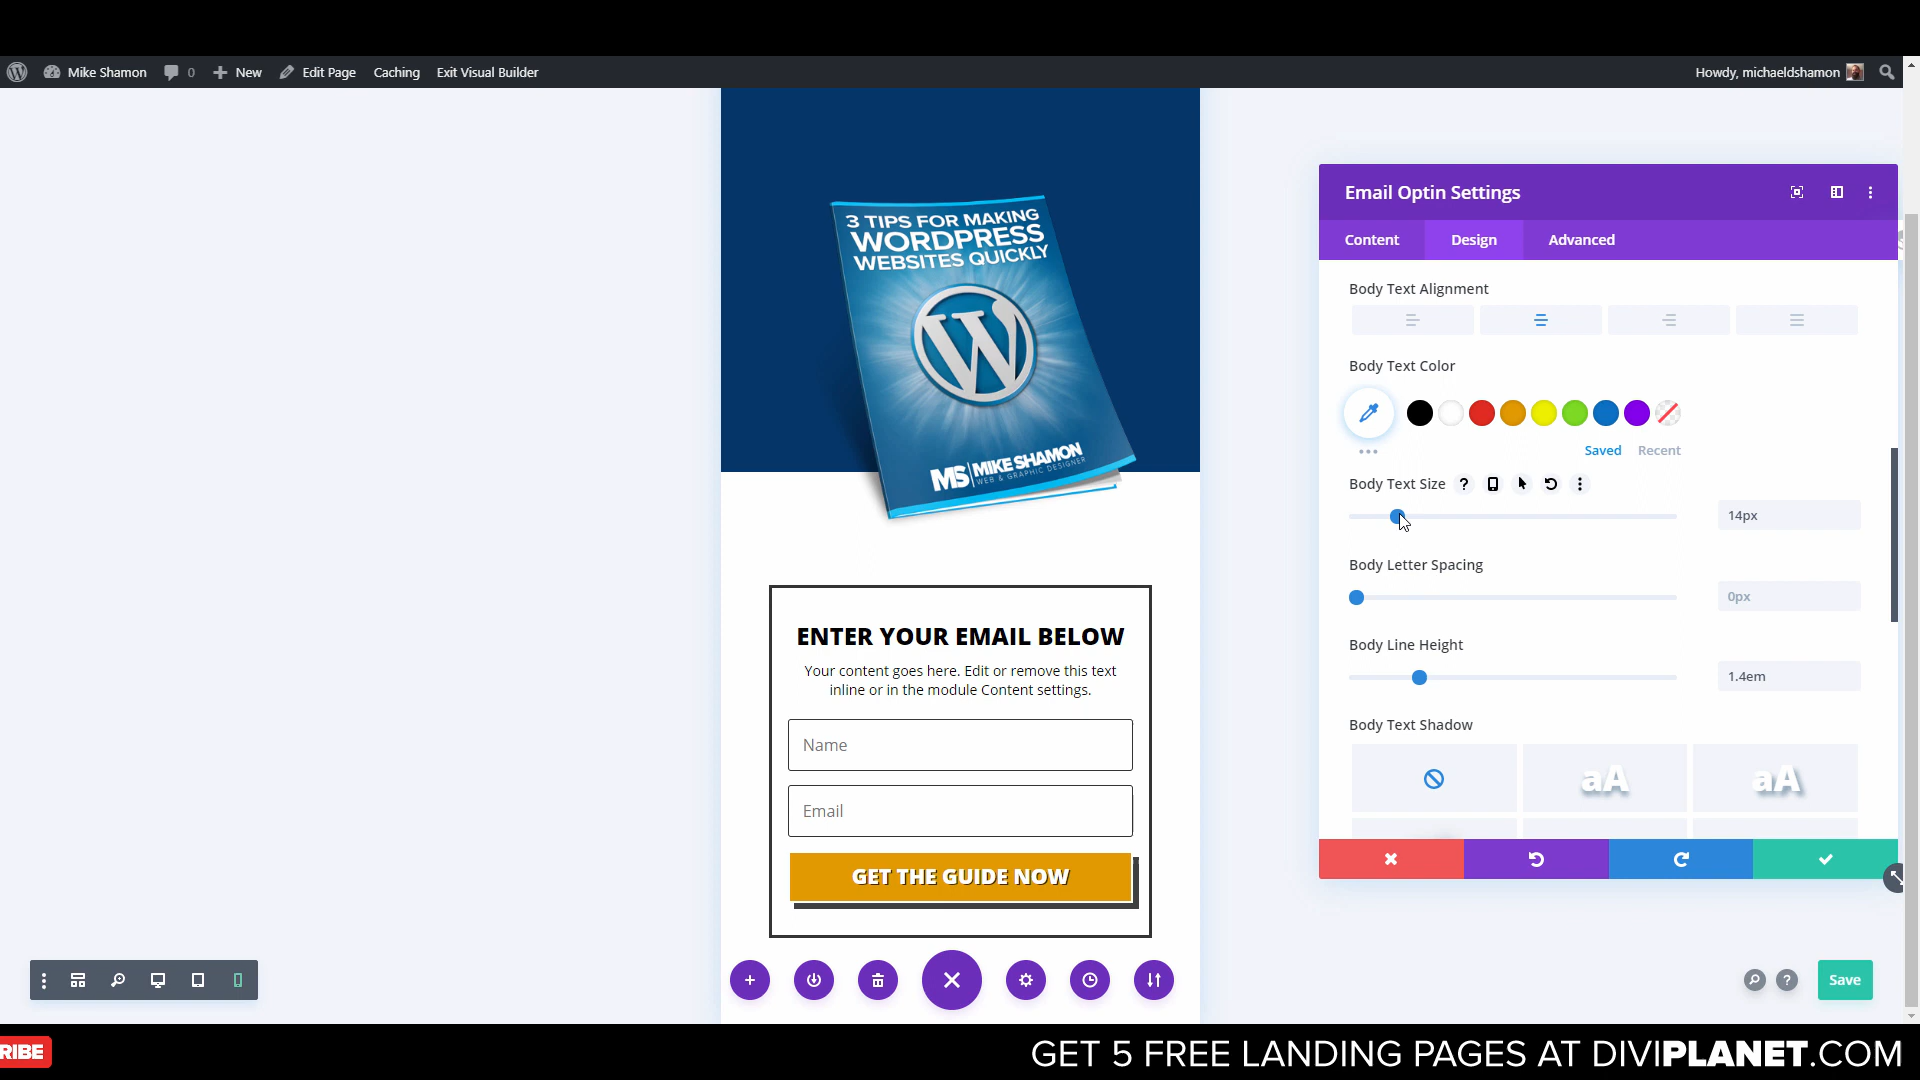 Mike Shamon 0 New Edit Page Caching Exit Visual Builder Howdy, michaeldshamon
3 TIPS FOR MAKING
WORDPRESS
WEBSITES QUICKLY
W
MS MIKE SHAMON
WEB & GRAPHIC DESIGNER
ENTER YOUR EMAIL BELOW
Your content goes here. Edit or remove this text
inline or in the module Content settings.
Name
Email
GET THE GUIDE NOW
Email Optin Settings
Content Design Advanced
Body Text Alignment
Body Text Color
Saved Recent
Body Text Size ?
14px
Body Letter Spacing
0px
Body Line Height
1.4em
Body Text Shadow
aA aA
? Save
RIBE
GET 5 FREE LANDING PAGES AT DIVIPLANET.COM